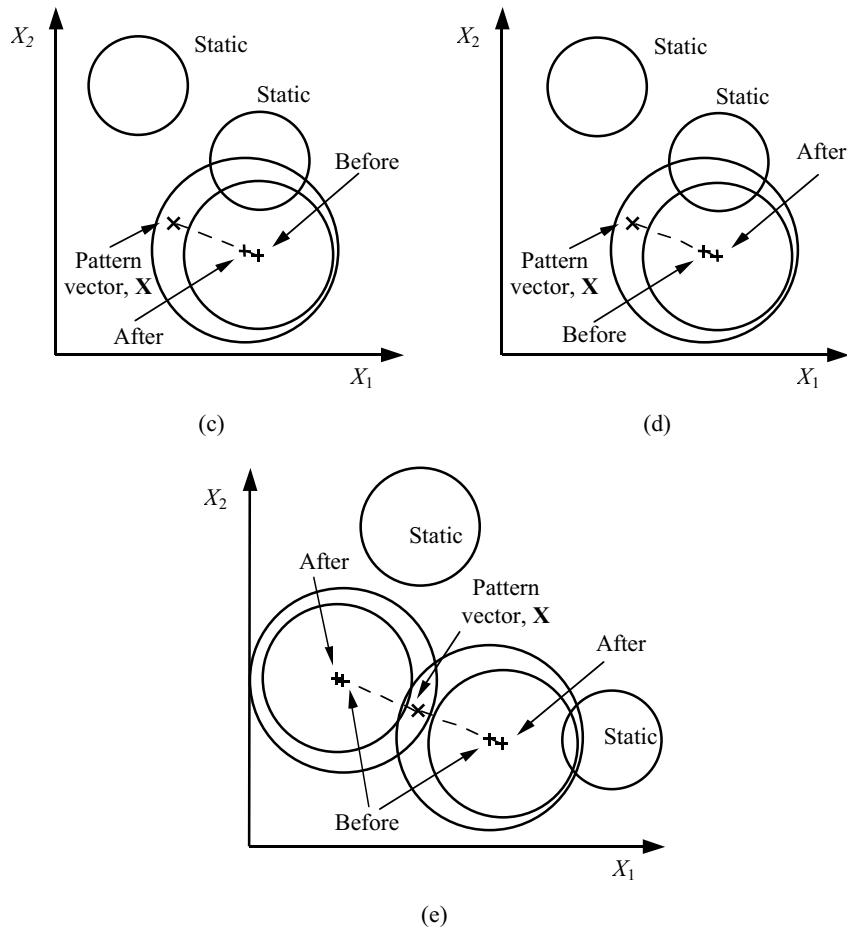 X₂
Static
Static
Before
Pattern
vector, X
After
X₁
(c)
X₂
Static
Static
After
Pattern
vector, X
Before
X₁
(d)
X₂
Static
After
Pattern
vector, X
After
Static
Before
X₁
(e)